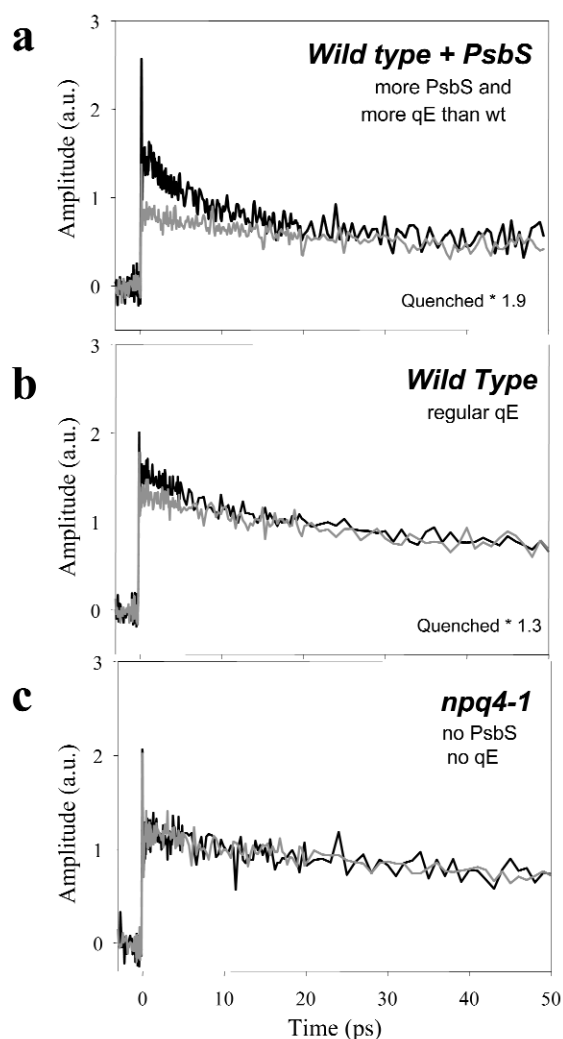 a
3
2
1
0
Amplitude (a.u.)
Wild type + PsbS
more PsbS and
more qE than wt
Quenched * 1.9
b
3
2
1
0
Amplitude (a.u.)
Wild Type
regular qE
Quenched * 1.3
c
3
2
1
0
Amplitude (a.u.)
npq4-1
no PsbS
no qE
0 10 20 30 40 50
Time (ps)